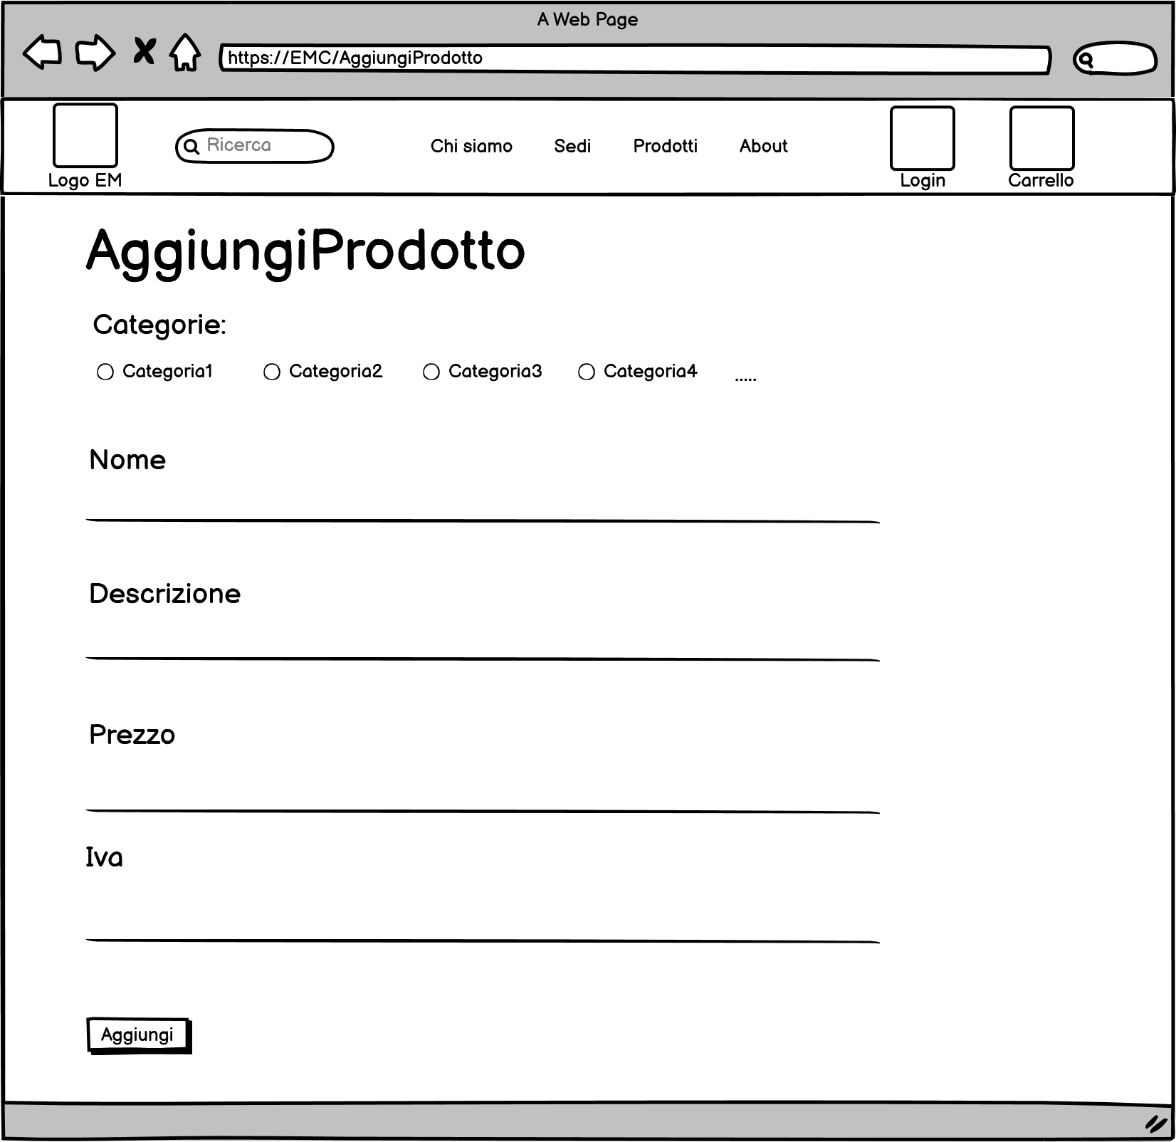 A Web Page
https://EMC/AggiungiProdotto
Ricerca
Chi siamo Sedi Prodotti About
Logo EM Login Carrello
AggiungiProdotto
Categorie:
Categoria1 Categoria2 Categoria3 Categoria4 .....
Nome
Descrizione
Prezzo
Iva
Aggiungi